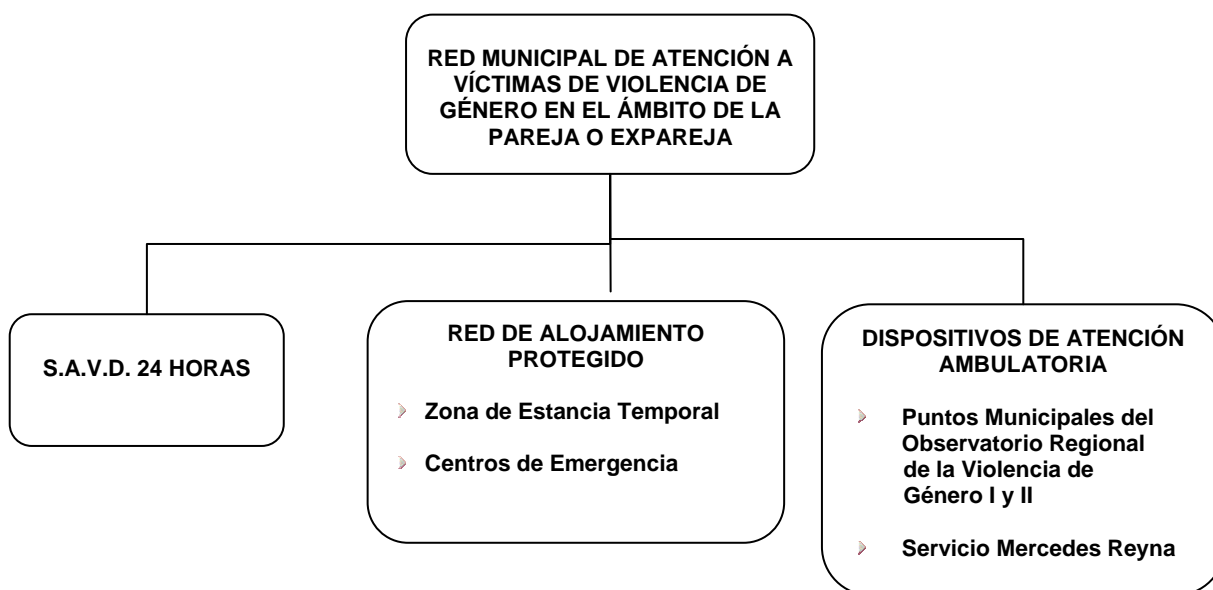 RED MUNICIPAL DE ATENCIÓN A
VÍCTIMAS DE VIOLENCIA DE
GÉNERO EN EL ÁMBITO DE LA
PAREJA O EXPAREJA
S.A.V.D. 24 HORAS
RED DE ALOJAMIENTO
PROTEGIDO
Zona de Estancia Temporal
Centros de Emergencia
DISPOSITIVOS DE ATENCIÓN
AMBULATORIA
Puntos Municipales del
Observatorio Regional
de la Violencia de
Género I y II
Servicio Mercedes Reyna